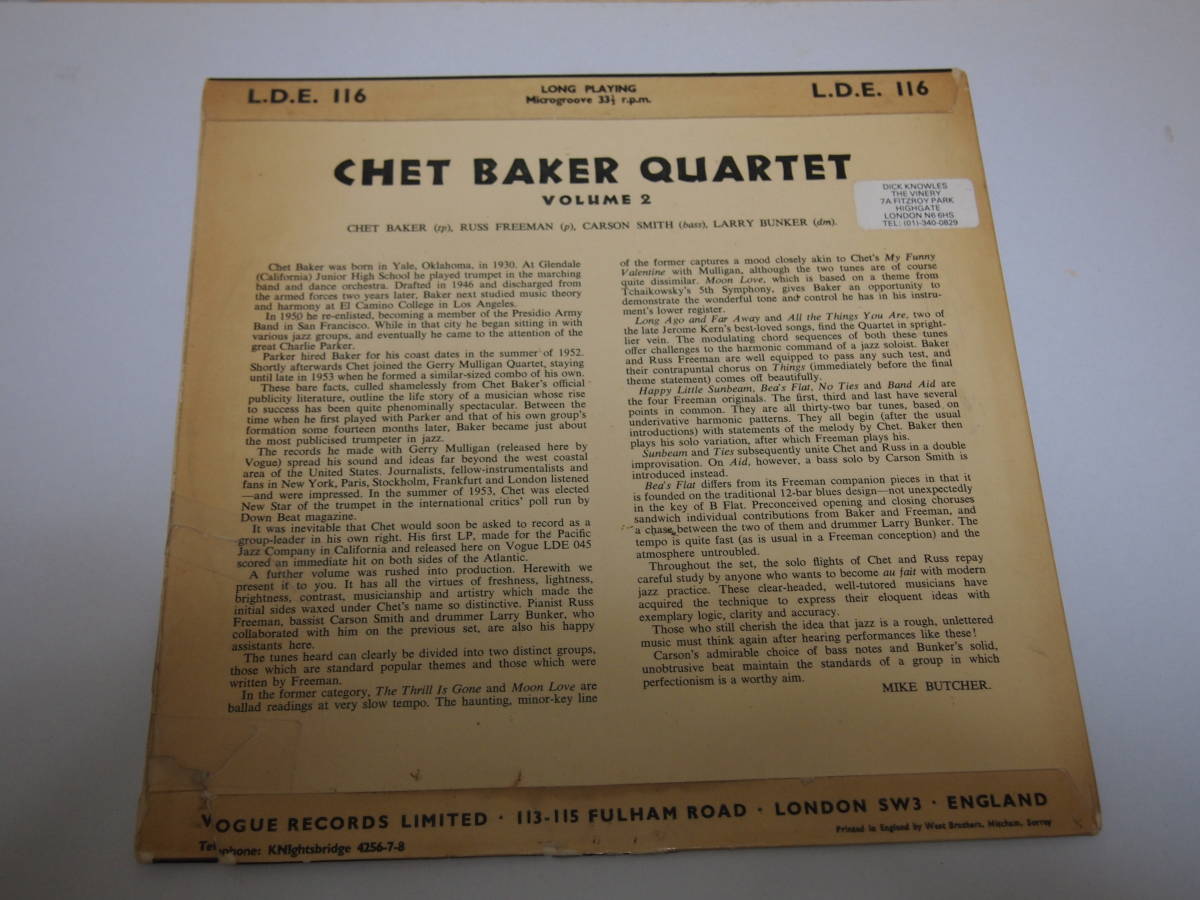 L.D.E. 116
LONG PLAYING
Microgroove 33⅓ r.p.m.
L.D.E. 116
CHET BAKER QUARTET
VOLUME 2
DICK KNOWLES
THE VINERY
7A FITZROY PARK
HIGHGATE
LONDON N6 6HS
TEL: (01)-340-0829
CHET BAKER (tp), RUSS FREEMAN (p), CARSON SMITH (bass), LARRY BUNKER (dm).
Chet Baker was born in Yale, Oklahoma, in 1930. At Glendale
(California) Junior High School he played trumpet in the marching
band and dance orchestra. Drafted in 1946 and discharged from
the armed forces two years later, Baker next studied music theory
and harmony at El Camino College in Los Angeles.
In 1950 he re-enlisted, becoming a member of the Presidio Army
Band in San Francisco. While in that city he began sitting in with
various jazz groups, and eventually he came to the attention of the
great Charlie Parker.
Parker hired Baker for his coast dates in the summer of 1952.
Shortly afterwards Chet joined the Gerry Mulligan Quartet, staying
until late in 1953 when he formed a similar-sized combo of his own.
These bare facts, culled shamelessly from Chet Baker's official
publicity literature, outline the life story of a musician whose rise
to success has been quite phenominally spectacular. Between the
time when he first played with Parker and that of his own group's
formation some fourteen months later, Baker became just about
the most publicised trumpeter in jazz.
The records he made with Gerry Mulligan (released here by
Vogue) spread his sound and ideas far beyond the west coastal
area of the United States. Journalists, fellow-instrumentalists and
fans in New York, Paris, Stockholm, Frankfurt and London listened
—and were impressed. In the summer of 1953, Chet was elected
New Star of the trumpet in the international critics' poll run by
Down Beat magazine.
It was inevitable that Chet would soon be asked to record as a
group-leader in his own right. His first LP, made for the Pacific
Jazz Company in California and released here on Vogue LDE 045
scored an immediate hit on both sides of the Atlantic.
A further volume was rushed into production. Herewith we
present it to you. It has all the virtues of freshness, lightness,
brightness, contrast, musicianship and artistry which made the
initial sides waxed under Chet's name so distinctive. Pianist Russ
Freeman, bassist Carson Smith and drummer Larry Bunker, who
collaborated with him on the previous set, are also his happy
assistants here.
The tunes heard can clearly be divided into two distinct groups,
those which are standard popular themes and those which were
written by Freeman.
In the former category, The Thrill Is Gone and Moon Love are
ballad readings at very slow tempo. The haunting, minor-key line
of the former captures a mood closely akin to Chet's My Funny
Valentine with Mulligan, although the two tunes are of course
quite dissimilar. Moon Love, which is based on a theme from
Tchaikowsky's 5th Symphony, gives Baker an opportunity to
demonstrate the wonderful tone and control he has in his instru-
ment's lower register.
Long Ago and Far Away and All the Things You Are, two of
the late Jerome Kern's best-loved songs, find the Quartet in spright-
lier vein. The modulating chord sequences of both these tunes
offer challenges to the harmonic command of a jazz soloist. Baker
and Russ Freeman are well equipped to pass any such test, and
their contrapuntal chorus on Things (immediately before the final
theme statement) comes off beautifully.
Happy Little Sunbeam, Bea's Flat, No Ties and Band Aid are
the four Freeman originals. The first, third and last have several
points in common. They are all thirty-two bar tunes, based on
underivative harmonic patterns. They all begin (after the usual
introductions) with statements of the melody by Chet. Baker then
plays his solo variation, after which Freeman plays his.
Sunbeam and Ties subsequently unite Chet and Russ in a double
improvisation. On Aid, however, a bass solo by Carson Smith is
introduced instead.
Bea's Flat differs from its Freeman companion pieces in that it
is founded on the traditional 12-bar blues design—not unexpectedly
in the key of B Flat. Preconceived opening and closing choruses
sandwich individual contributions from Baker and Freeman, and
a chase between the two of them and drummer Larry Bunker. The
tempo is quite fast (as is usual in a Freeman conception) and the
atmosphere untroubled.
Throughout the set, the solo flights of Chet and Russ repay
careful study by anyone who wants to become au fait with modern
jazz practice. These clear-headed, well-tutored musicians have
acquired the technique to express their eloquent ideas with
exemplary logic, clarity and accuracy.
Those who still cherish the idea that jazz is a rough, unlettered
music must think again after hearing performances like these!
Carson's admirable choice of bass notes and Bunker's solid,
unobtrusive beat maintain the standards of a group in which
perfectionism is a worthy aim.
MIKE BUTCHER.
VOGUE RECORDS LIMITED · 113-115 FULHAM ROAD · LONDON SW3 · ENGLAND
Telephone: KNIghtsbridge 4256-7-8
Printed in England by West Brothers, Mitcham, Surrey